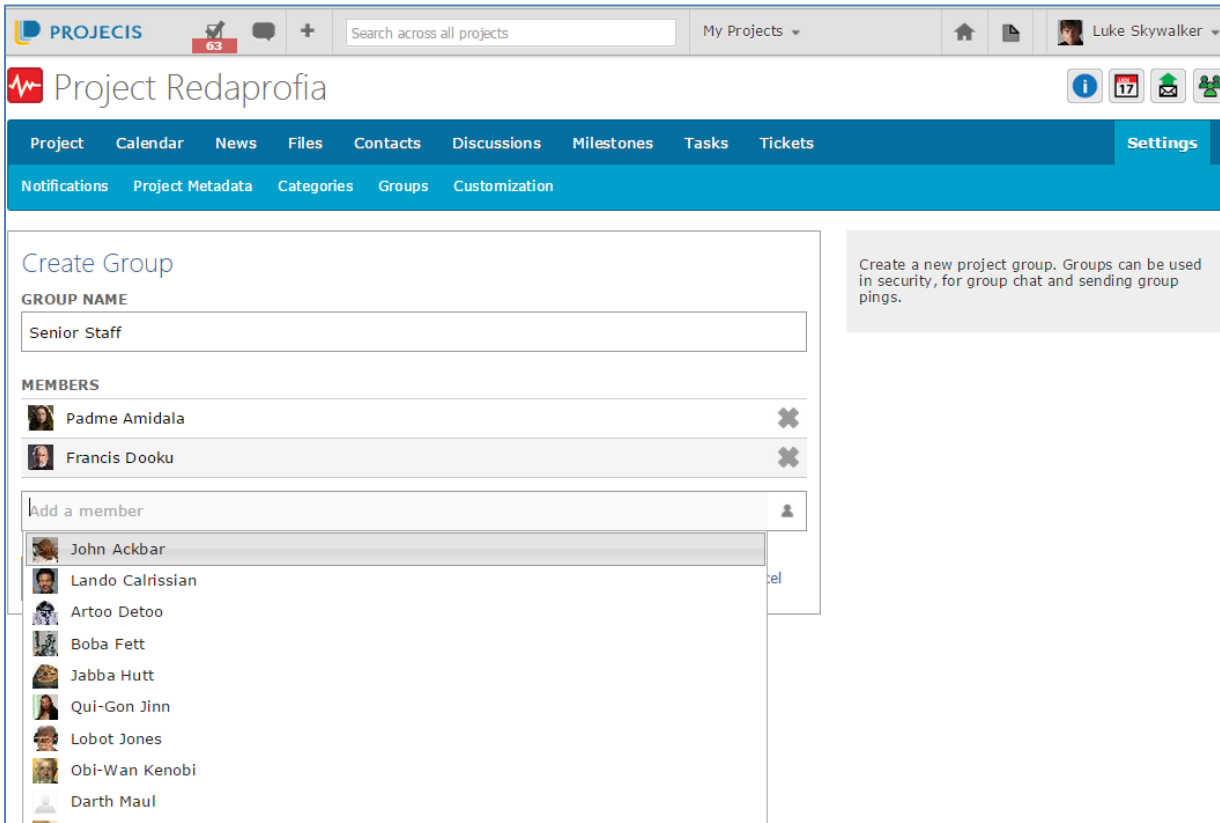 PROJECIS
63
Search across all projects
My Projects
Luke Skywalker
Project Redaprofia
JAN
17
Project Calendar News Files Contacts Discussions Milestones Tasks Tickets Settings
Notifications Project Metadata Categories Groups Customization
Create Group
GROUP NAME
Senior Staff
MEMBERS
Padme Amidala
Francis Dooku
Add a member
John Ackbar
Lando Calrissian
cel
Artoo Detoo
Boba Fett
Jabba Hutt
Qui-Gon Jinn
Lobot Jones
Obi-Wan Kenobi
Darth Maul
Create a new project group. Groups can be used
in security, for group chat and sending group
pings.